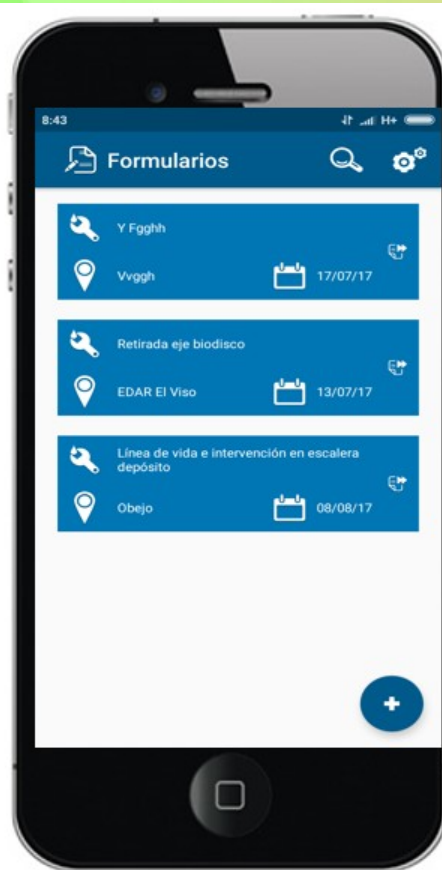 8:43 H+
Formularios
Y Fgghh
Vvggh 17/07/17
Retirada eje biodisco
EDAR El Viso 13/07/17
Línea de vida e intervención en escalera
depósito
Obejo 08/08/17